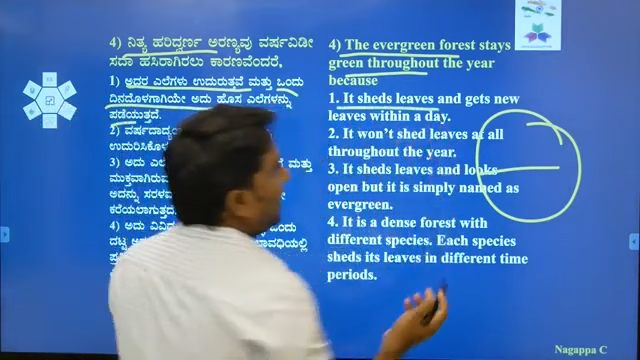 4) ನಿತ್ಯ ಹರಿದ್ವರ್ಣ ಅರಣ್ಯವು ವರ್ಷವಿಡೀ
ಸದಾ ಹಸಿರಾಗಿರಲು ಕಾರಣವೆಂದರೆ,
1) ಅದರ ಎಲೆಗಳು ಉದುರುತ್ತವೆ ಮತ್ತು ಒಂದು
ದಿನದೊಳಗಾಗಿಯೇ ಅದು ಹೊಸ ಎಲೆಗಳನ್ನು
ಪಡೆಯುತ್ತದೆ.
2)
ಉದುರಿಸಿಕೊಳ
3) ಅದು ಮತ್ತು
ಮುಕ್ತವಾಗಿರುವ
ಅದನ್ನು
ಕರೆಯಲಾಗುತ್ತದೆ
4) ಅದು ಒಂದು
ದಟ್ಟ
4) The evergreen forest stays
green throughout the year
because
1. It sheds leaves and gets new
leaves within a day.
2. It won't shed leaves at all
throughout the year.
3. It sheds leaves and looks
open but it is simply named as
evergreen.
4. It is a dense forest with
different species. Each species
sheds its leaves in different time
periods.
Nagappa C